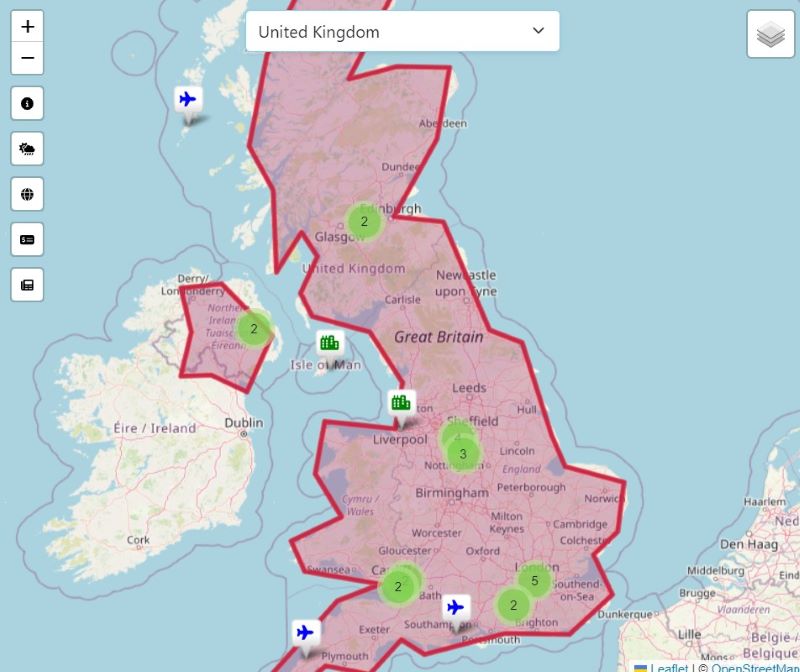 +
United Kingdom
−
Aberdeen
Dundee
Edinburgh
2
Glasgow
United Kingdom
Newcastle
upon Tyne
Derry/
Londonderry
Carlisle
Northern
Ireland
Tuaisceart
Éireann
2
Great Britain
Isle of Man
Leeds
Hull
Dublin
Éire / Ireland
Sheffield
Liverpool
4
3
Lincoln
Nottingham
England
Peterborough
Norwich
Birmingham
Cymru /
Wales
Haarlem
Milton
Keynes
Cambridge
Worcester
Colchester
Cork
Den Haag
Gloucester
Oxford
Swansea
London
Middelburg
2
5
Southend-
on-Sea
Bath
Brugge
2
Vlaanderen
Dunkerque
Exeter
Southampton
Brighton
Portsmouth
Lille
België /
Belgique
Plymouth
Mons
Leaflet | © OpenStreetMap